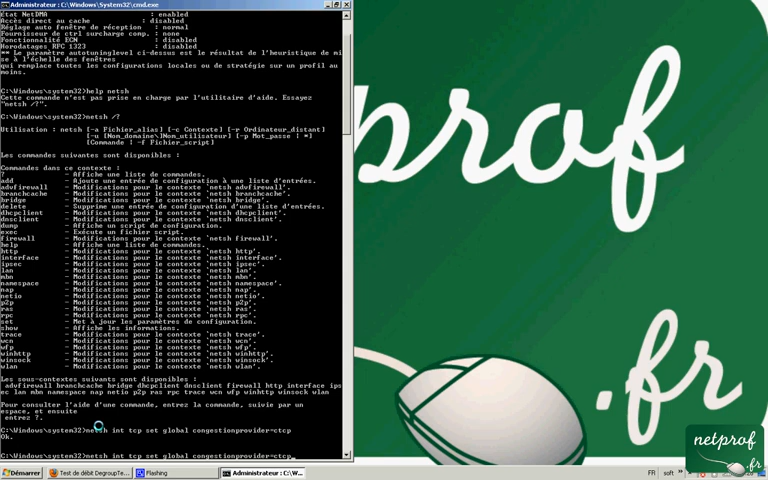 Administrateur : C:\Windows\System32\cmd.exe
État NetDMA : enabled
Accès direct au cache : disabled
Réglage auto fenêtre de réception : normal
Fournisseur de ctrl surcharge comp. : none
Fonctionnalité ECN : disabled
Horodatages RFC 1323 : disabled
** Le paramètre autotuninglevel ci-dessus est le résultat de l'heuristique de mi
se à l'échelle des fenêtres
qui remplace toutes les configurations locales ou de stratégie sur un profil au
moins.
C:\Windows\system32>help netsh
Cette commande n'est pas prise en charge par l'utilitaire d'aide. Essayez
"netsh /?".
C:\Windows\system32>netsh /?
Utilisation : netsh [-a Fichier_alias] [-c Contexte] [-r Ordinateur_distant]
[-u [Nom_domaine\]Nom_utilisateur] [-p Mot_passe | *]
[Commande | -f Fichier_script]
Les commandes suivantes sont disponibles :
Commandes dans ce contexte :
? - Affiche une liste de commandes.
add - Ajoute une entrée de configuration à une liste d'entrées.
advfirewall - Modifications pour le contexte `netsh advfirewall'.
branchcache - Modifications pour le contexte `netsh branchcache'.
bridge - Modifications pour le contexte `netsh bridge'.
delete - Supprime une entrée de configuration d'une liste d'entrées.
dhcpclient - Modifications pour le contexte `netsh dhcpclient'.
dnsclient - Modifications pour le contexte `netsh dnsclient'.
dump - Affiche un script de configuration.
exec - Exécute un fichier script.
firewall - Modifications pour le contexte `netsh firewall'.
help - Affiche une liste de commandes.
http - Modifications pour le contexte `netsh http'.
interface - Modifications pour le contexte `netsh interface'.
ipsec - Modifications pour le contexte `netsh ipsec'.
lan - Modifications pour le contexte `netsh lan'.
mbn - Modifications pour le contexte `netsh mbn'.
namespace - Modifications pour le contexte `netsh namespace'.
nap - Modifications pour le contexte `netsh nap'.
netio - Modifications pour le contexte `netsh netio'.
p2p - Modifications pour le contexte `netsh p2p'.
ras - Modifications pour le contexte `netsh ras'.
rpc - Modifications pour le contexte `netsh rpc'.
set - Met à jour les paramètres de configuration.
show - Affiche les informations.
trace - Modifications pour le contexte `netsh trace'.
wcn - Modifications pour le contexte `netsh wcn'.
wfp - Modifications pour le contexte `netsh wfp'.
winhttp - Modifications pour le contexte `netsh winhttp'.
winsock - Modifications pour le contexte `netsh winsock'.
wlan - Modifications pour le contexte `netsh wlan'.
Les sous-contextes suivants sont disponibles :
advfirewall branchcache bridge dhcpclient dnsclient firewall http interface ips
ec lan mbn namespace nap netio p2p ras rpc trace wcn wfp winhttp winsock wlan
Pour consulter l'aide d'une commande, entrez la commande, suivie par un
espace, et ensuite
entrez ?.
C:\Windows\system32>netsh int tcp set global congestionprovider=ctcp
Ok.
C:\Windows\system32>netsh int tcp set global congestionprovider=ctcp
prof
.fr
netprof
.fr
Démarrer
Test de débit DegroupTe...
Flashing
Administrateur : C:\W...
FR
soft
»